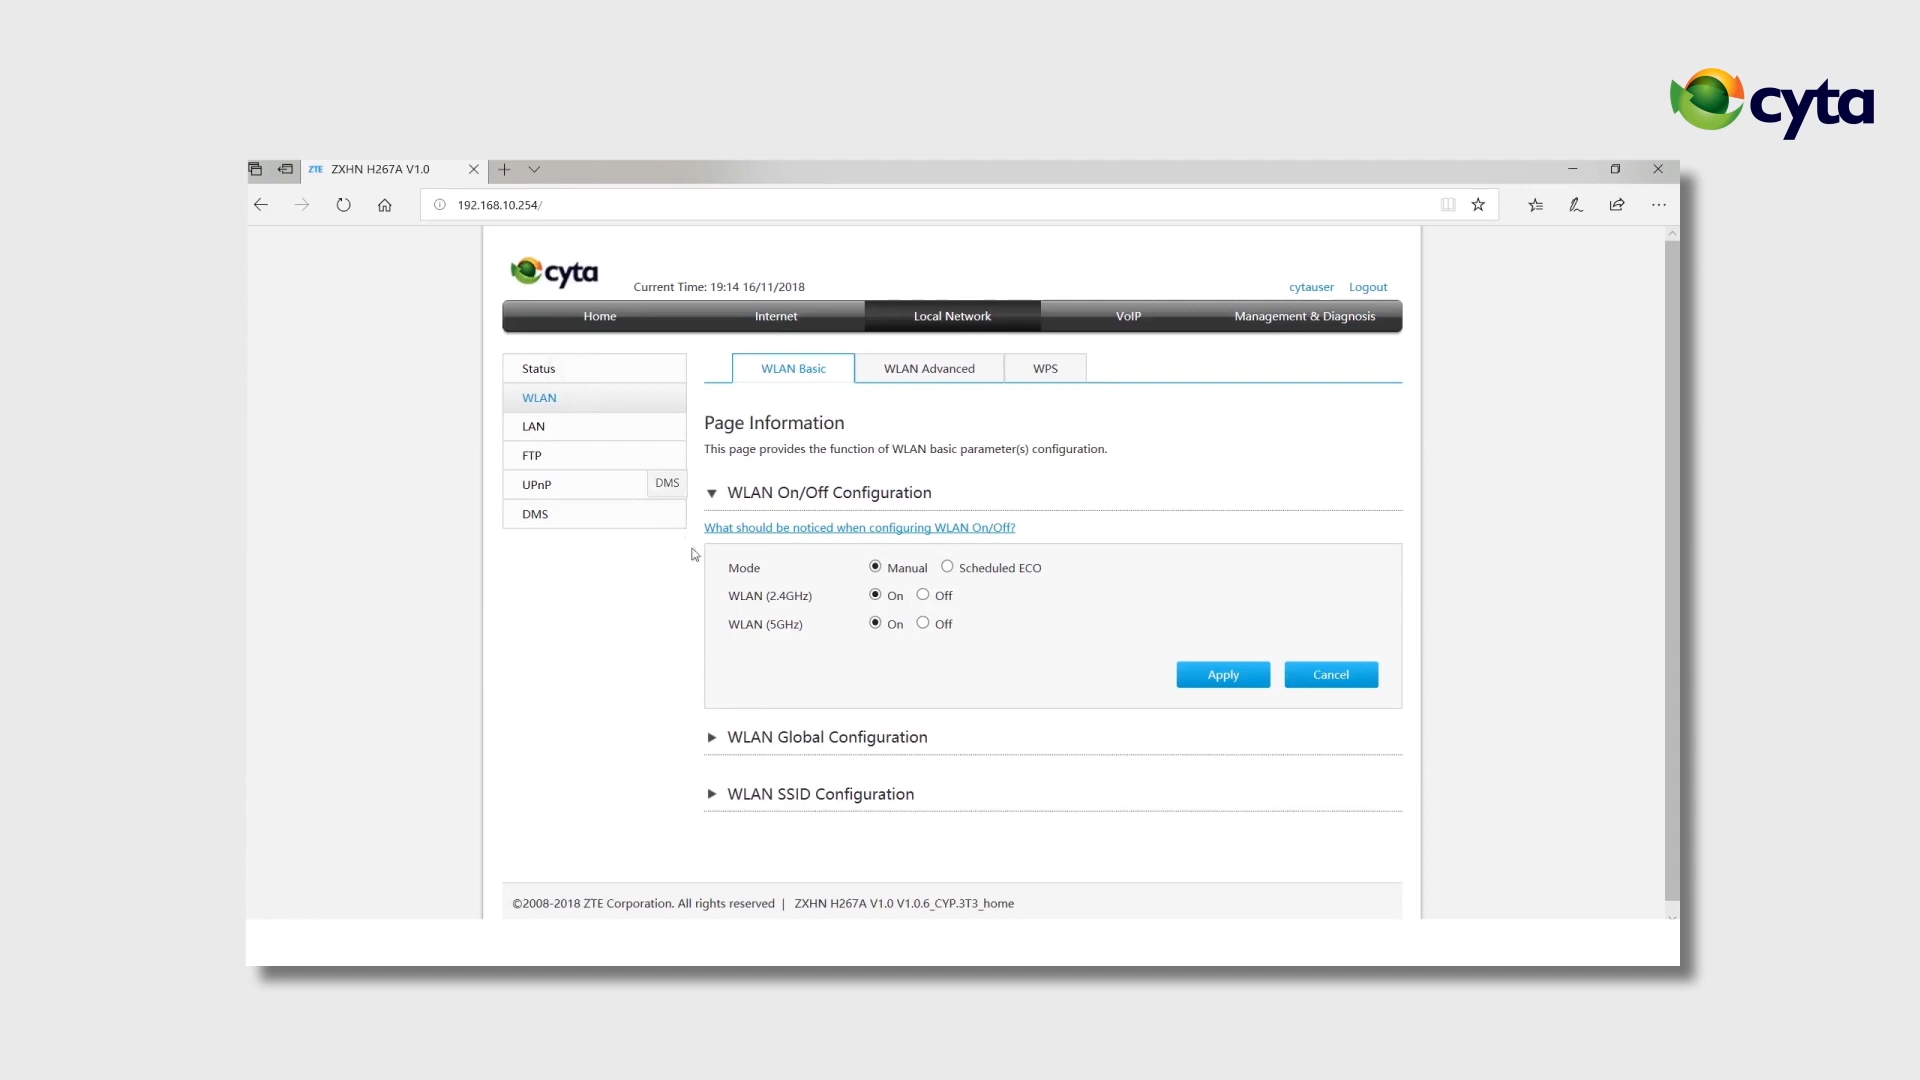 cyta
ZTE ZXHN H267A V1.0
192.168.10.254/
cyta
Current Time: 19:14 16/11/2018
cytauser Logout
Home Internet Local Network VoIP Management & Diagnosis
Status
WLAN
LAN
FTP
UPnP
DMS
DMS
WLAN Basic WLAN Advanced WPS
Page Information
This page provides the function of WLAN basic parameter(s) configuration.
WLAN On/Off Configuration
What should be noticed when configuring WLAN On/Off?
Mode Manual Scheduled ECO
WLAN (2.4GHz) On Off
WLAN (5GHz) On Off
Apply Cancel
WLAN Global Configuration
WLAN SSID Configuration
©2008-2018 ZTE Corporation. All rights reserved | ZXHN H267A V1.0 V1.0.6_CYP.3T3_home